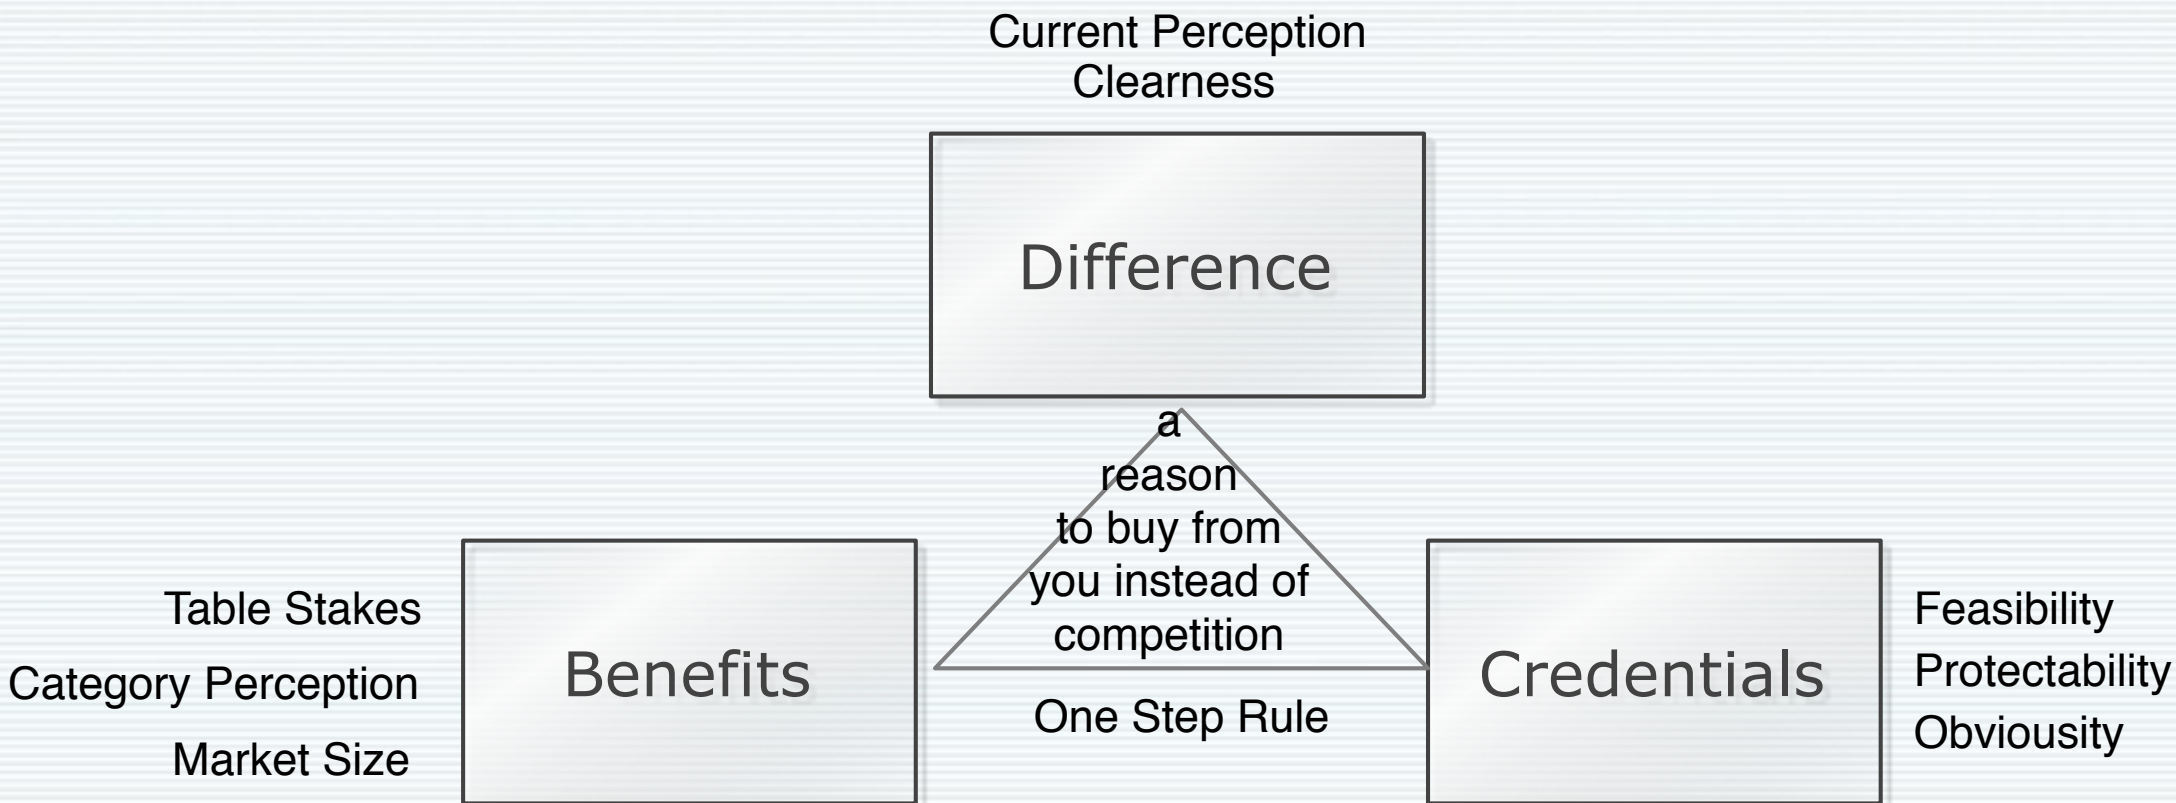 Current Perception
Clearness
Difference
a
reason
to buy from
you instead of
competition
Table Stakes
Category Perception
Market Size
Benefits
One Step Rule
Credentials
Feasibility
Protectability
Obviousity